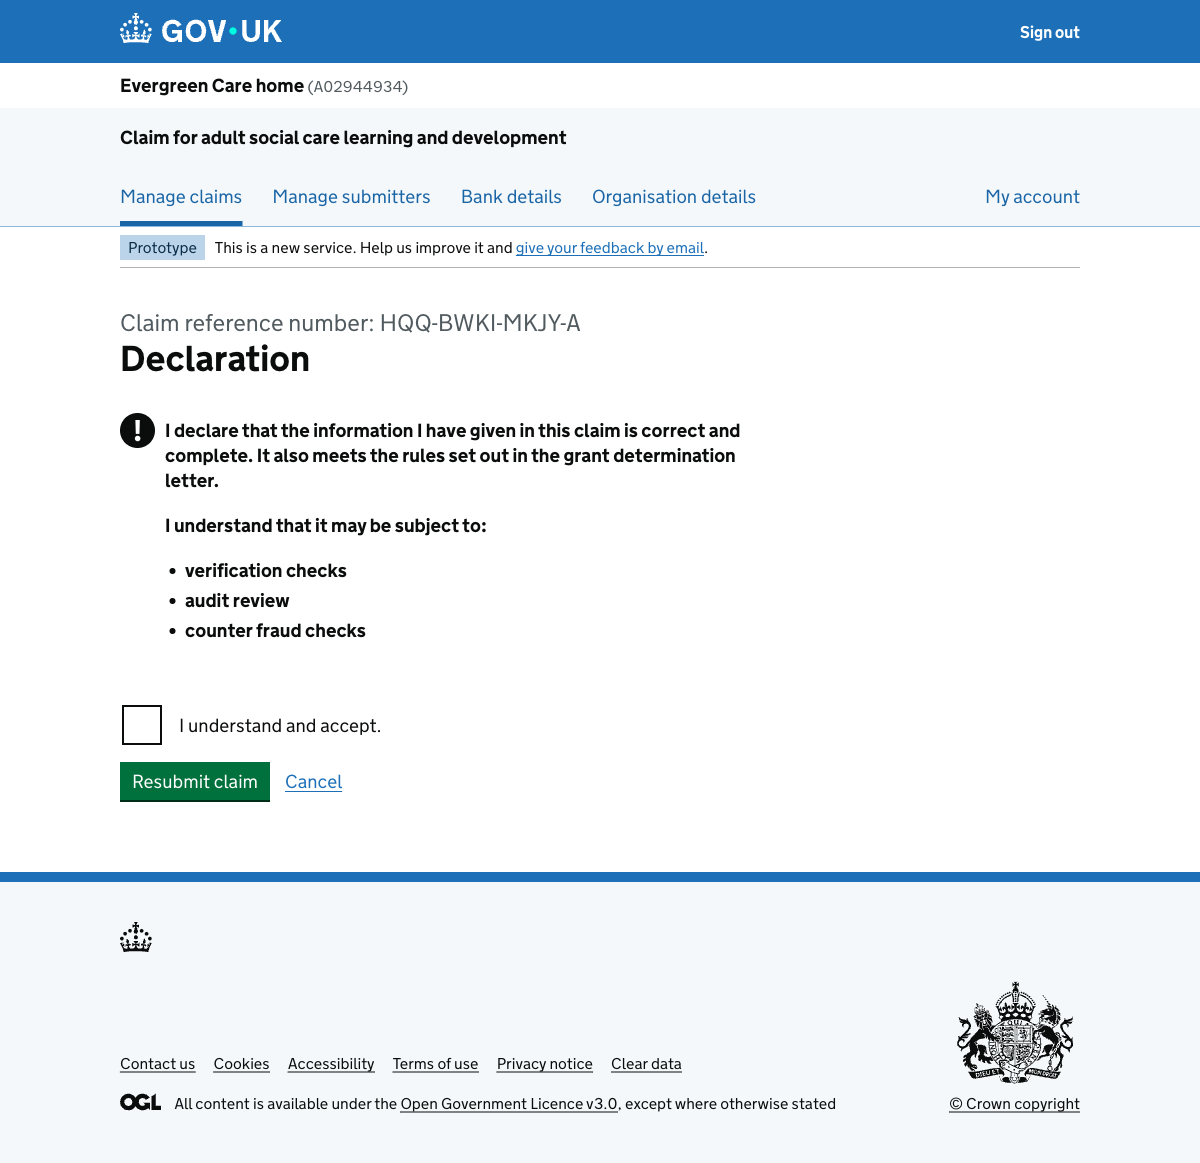 GOV·UK
Sign out
Evergreen Care home (A02944934)
Claim for adult social care learning and development
Manage claims Manage submitters Bank details Organisation details My account
Prototype This is a new service. Help us improve it and give your feedback by email.
Claim reference number: HQQ-BWKI-MKJY-A
Declaration
! I declare that the information I have given in this claim is correct and
complete. It also meets the rules set out in the grant determination
letter.
I understand that it may be subject to:
• verification checks
• audit review
• counter fraud checks
I understand and accept.
Resubmit claim Cancel
Contact us Cookies Accessibility Terms of use Privacy notice Clear data
OGL All content is available under the Open Government Licence v3.0, except where otherwise stated
© Crown copyright